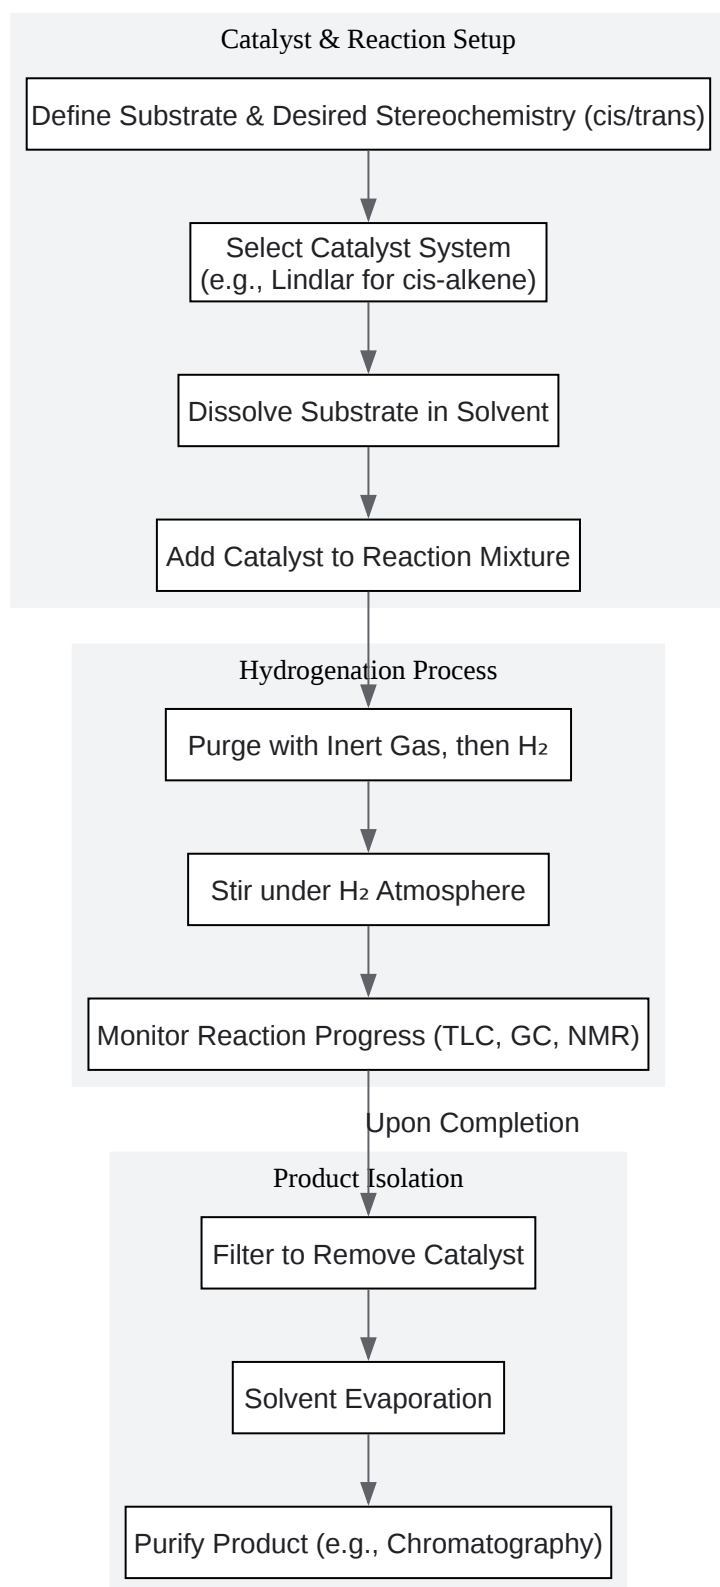 Catalyst & Reaction Setup
Define Substrate & Desired Stereochemistry (cis/trans)
Select Catalyst System
(e.g., Lindlar for cis-alkene)
Dissolve Substrate in Solvent
Add Catalyst to Reaction Mixture
Hydrogenation Process
Purge with Inert Gas, then H₂
Stir under H₂ Atmosphere
Monitor Reaction Progress (TLC, GC, NMR)
Upon Completion
Product Isolation
Filter to Remove Catalyst
Solvent Evaporation
Purify Product (e.g., Chromatography)